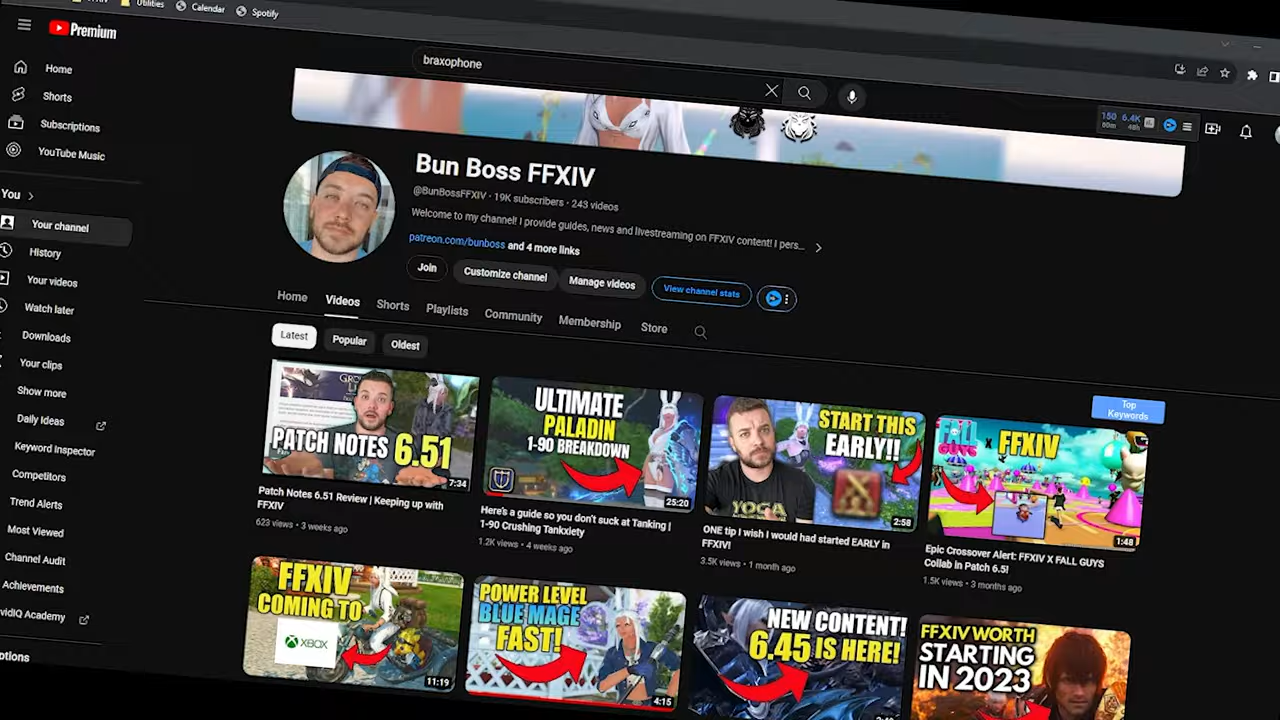 Utilities
Calendar
Spotify
Premium
braxophone
Home
Shorts
Subscriptions
YouTube Music
You
Your channel
History
Your videos
Watch later
Downloads
Your clips
Show more
Daily Ideas
Keyword Inspector
Competitors
Trend Alerts
Most Viewed
Channel Audit
Achievements
vidIQ Academy
ptions
150 6.4K
60m 48h
Bun Boss FFXIV
@BunBossFFXIV · 19K subscribers · 243 videos
Welcome to my channel! I provide guides, news and livestreaming on FFXIV content! I pers...
patreon.com/bunboss and 4 more links
Join
Customize channel
Manage videos
View channel stats
Home
Videos
Shorts
Playlists
Community
Membership
Store
Latest
Popular
Oldest
Top
Keywords
PATCH NOTES 6.51
7:34
Patch Notes 6.51 Review | Keeping up with
FFXIV
623 views · 3 weeks ago
ULTIMATE
PALADIN
1-90 BREAKDOWN
25:20
Here's a guide so you don't suck at Tanking |
1-90 Crushing Tankxiety
1.2K views · 4 weeks ago
START THIS
EARLY!!
YOGA
2:58
ONE tip I wish I would had started EARLY in
FFXIV!
3.5K views · 1 month ago
FALL
GUYS
X FFXIV
1:48
Epic Crossover Alert: FFXIV X FALL GUYS
Collab in Patch 6.5!
1.5K views · 3 months ago
FFXIV
COMING TO
XBOX
11:19
POWER LEVEL
BLUE MAGE
FAST!
4:15
NEW CONTENT!
6.45 IS HERE!
FFXIV WORTH
STARTING
IN 2023